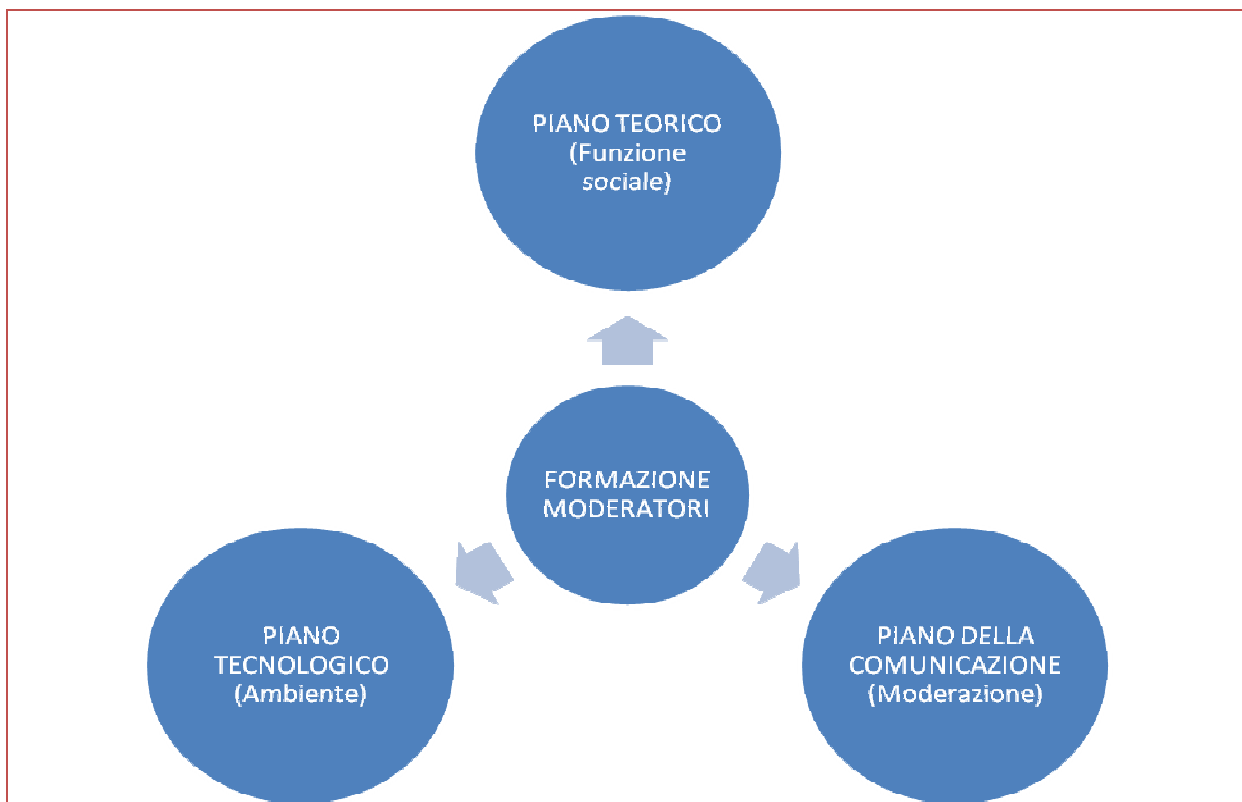 PIANO TEORICO
(Funzione
sociale)
FORMAZIONE
MODERATORI
PIANO
TECNOLOGICO
(Ambiente)
PIANO DELLA
COMUNICAZIONE
(Moderazione)